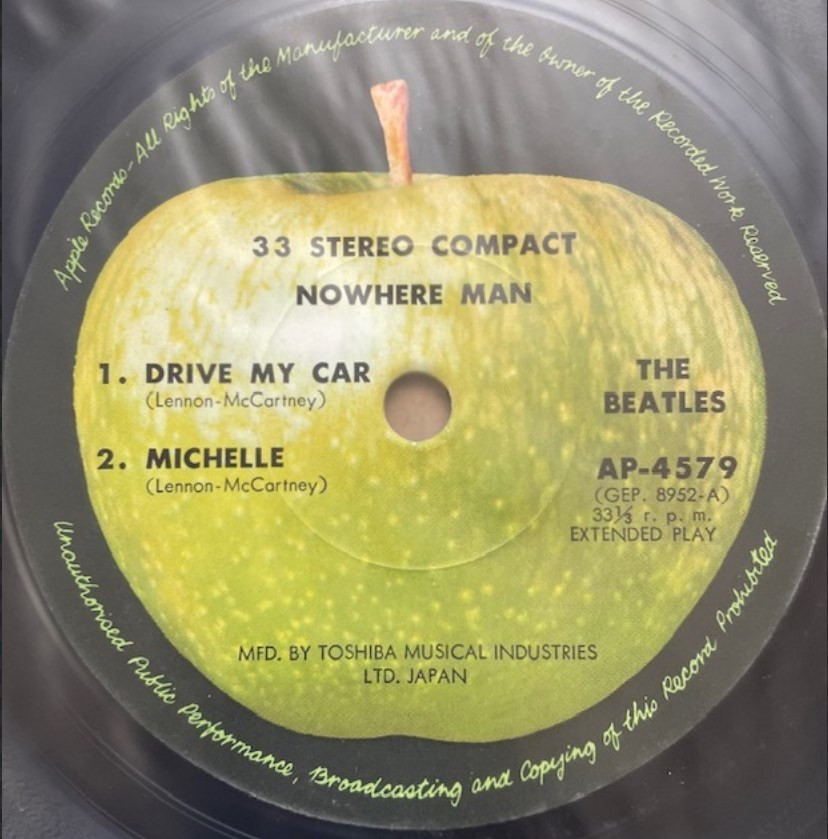 Apple Records-All Rights of the Manufacturer and of the Owner of the Recorded Work Reserved
33 STEREO COMPACT
NOWHERE MAN
1. DRIVE MY CAR
(Lennon-McCartney)
2. MICHELLE
(Lennon-McCartney)
THE
BEATLES
AP-4579
(GEP. 8952-A)
33⅓ r. p. m.
EXTENDED PLAY
MFD. BY TOSHIBA MUSICAL INDUSTRIES
LTD. JAPAN
Unauthorised Public Performance, Broadcasting and Copying of this Record Prohibited